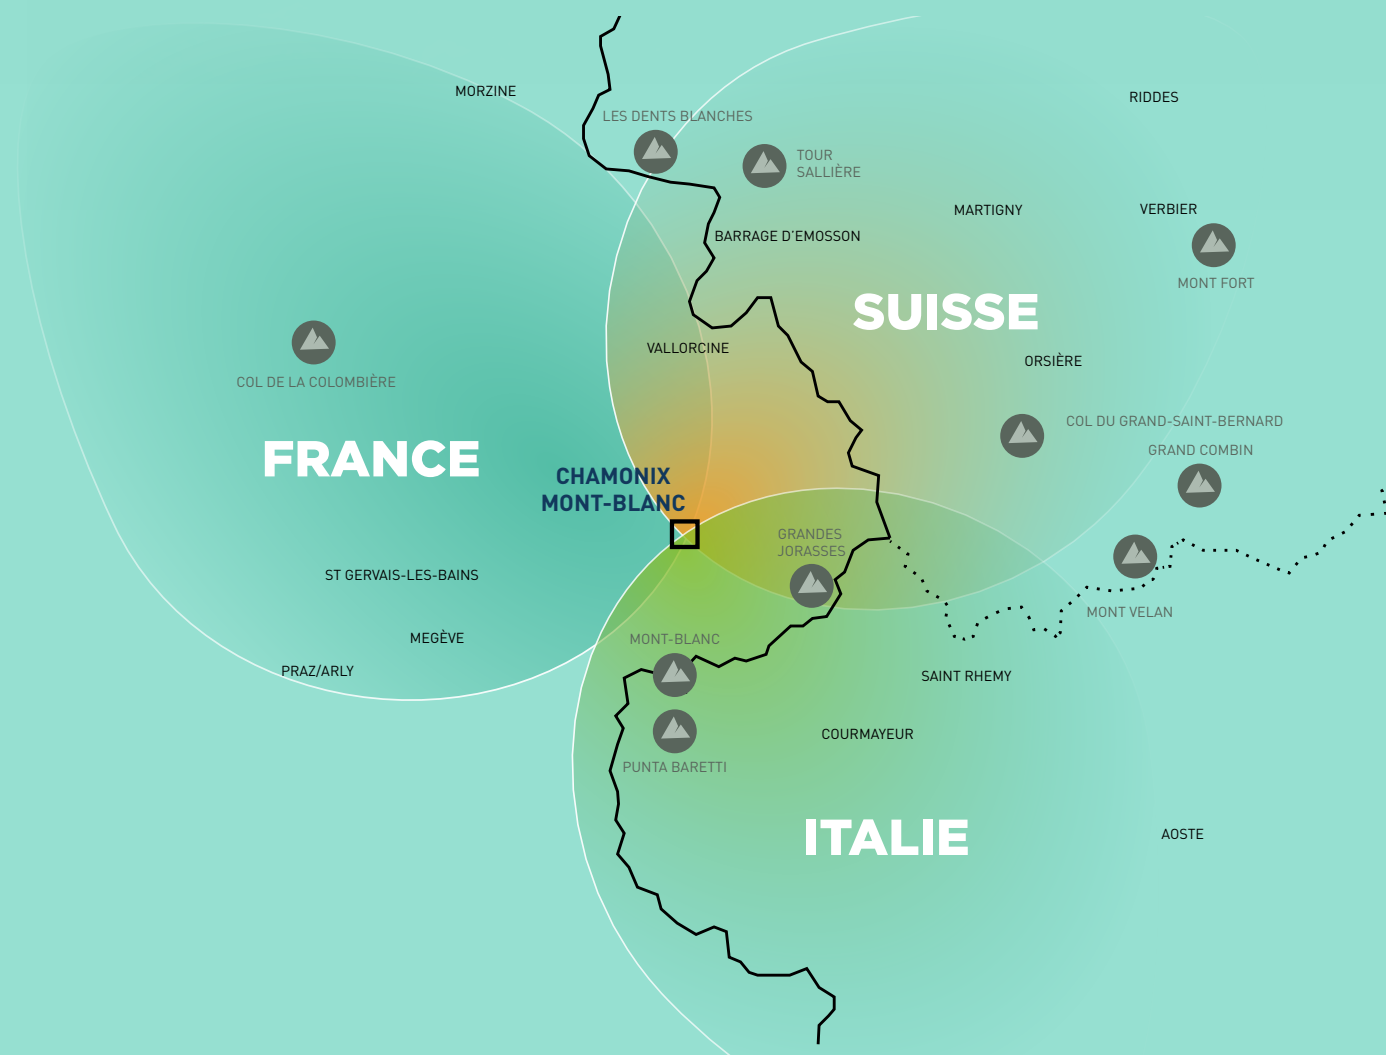 MORZINE
RIDDES
LES DENTS BLANCHES
TOUR
SALLIÈRE
MARTIGNY
VERBIER
BARRAGE D'EMOSSON
MONT FORT
SUISSE
VALLORCINE
ORSIÈRE
COL DE LA COLOMBIÈRE
COL DU GRAND-SAINT-BERNARD
GRAND COMBIN
FRANCE
CHAMONIX
MONT-BLANC
GRANDES
JORASSES
ST GERVAIS-LES-BAINS
MONT VELAN
MEGÈVE
MONT-BLANC
PRAZ/ARLY
SAINT RHEMY
COURMAYEUR
PUNTA BARETTI
ITALIE
AOSTE